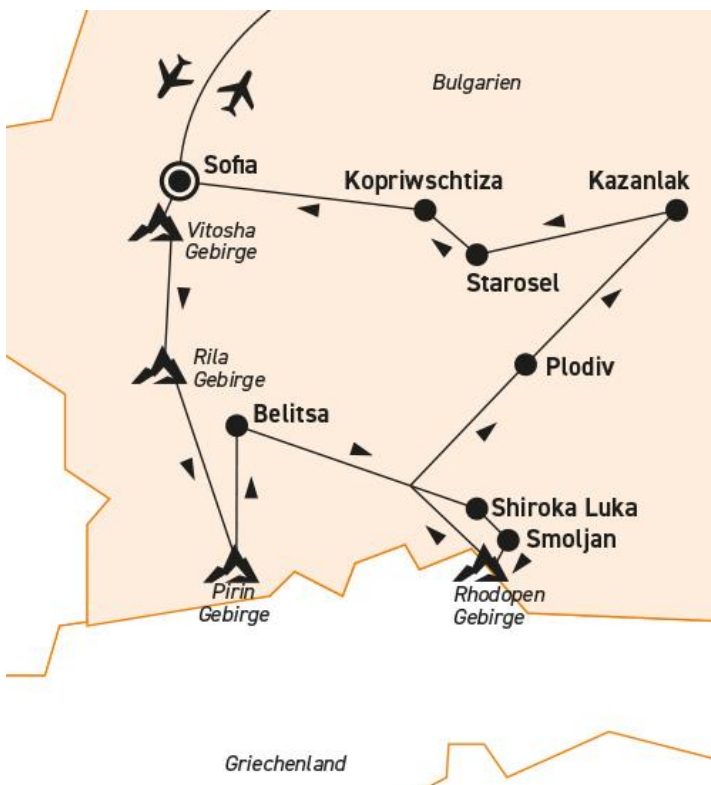 Bulgarien
Sofia
Kopriwschtiza
Kazanlak
Vitosha
Gebirge
Starosel
Rila
Gebirge
Plodiv
Belitsa
Shiroka Luka
Smoljan
Pirin
Gebirge
Rhodopen
Gebirge
Griechenland